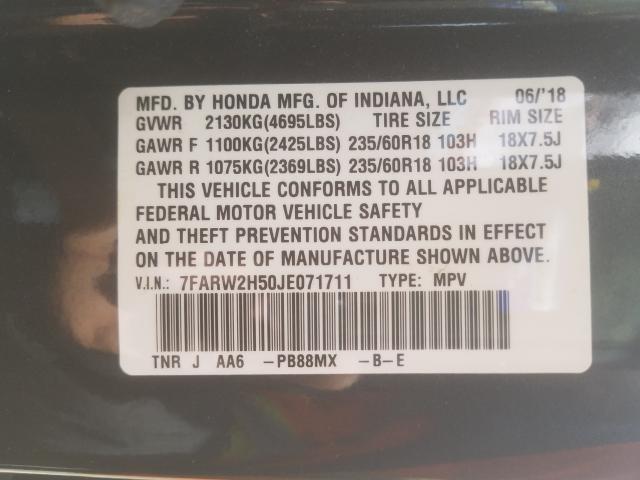 MFD. BY HONDA MFG. OF INDIANA, LLC 06/'18
GVWR 2130KG(4695LBS) TIRE SIZE RIM SIZE
GAWR F 1100KG(2425LBS) 235/60R18 103H 18X7.5J
GAWR R 1075KG(2369LBS) 235/60R18 103H 18X7.5J
THIS VEHICLE CONFORMS TO ALL APPLICABLE
FEDERAL MOTOR VEHICLE SAFETY
AND THEFT PREVENTION STANDARDS IN EFFECT
ON THE DATE OF MANUFACTURE SHOWN ABOVE.
V.I.N.: 7FARW2H50JE071711 TYPE: MPV
TNR J AA6 -PB88MX -B-E